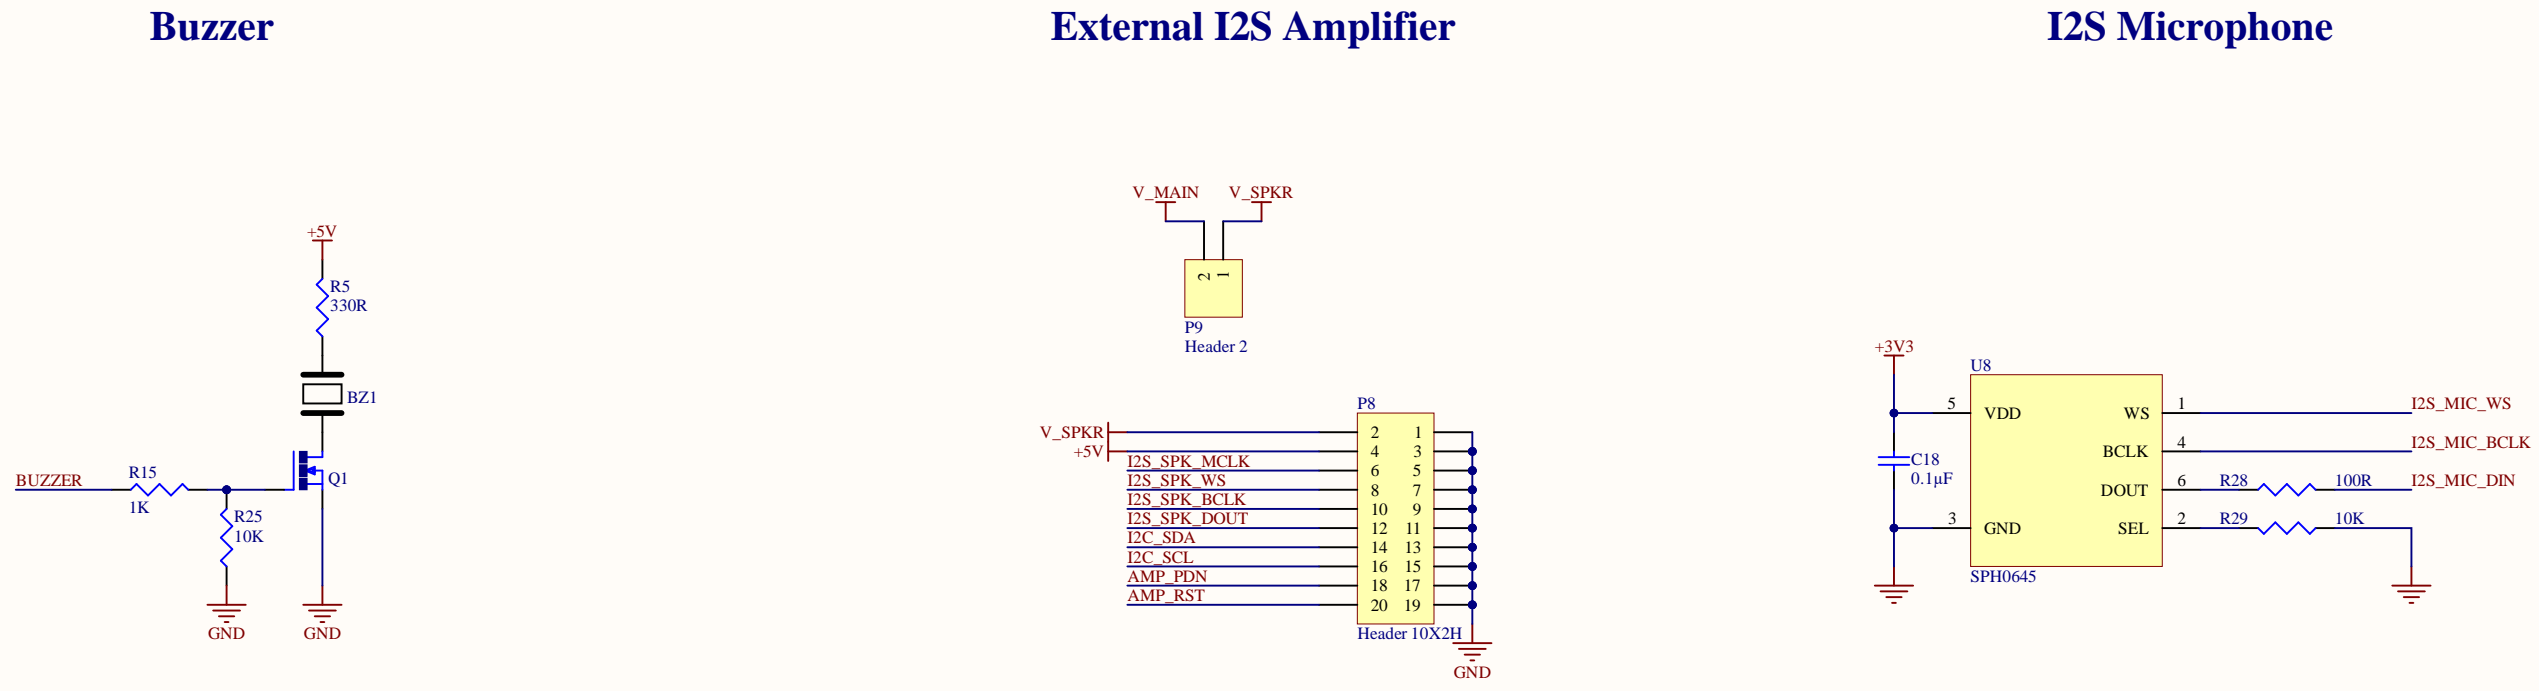 Buzzer
+5V
R5
330R
BZ1
BUZZER
R15
1K
Q1
R25
10K
GND
GND
External I2S Amplifier
V_MAIN
V_SPKR
2
1
P9
Header 2
P8
V_SPKR 2 1
+5V 4 3
I2S_SPK_MCLK 6 5
I2S_SPK_WS 8 7
I2S_SPK_BCLK 10 9
I2S_SPK_DOUT 12 11
I2C_SDA 14 13
I2C_SCL 16 15
AMP_PDN 18 17
AMP_RST 20 19
Header 10X2H
GND
I2S Microphone
+3V3
U8
5 VDD WS 1 I2S_MIC_WS
BCLK 4 I2S_MIC_BCLK
C18
0.1µF
DOUT 6 R28 100R I2S_MIC_DIN
3 GND SEL 2 R29 10K
SPH0645